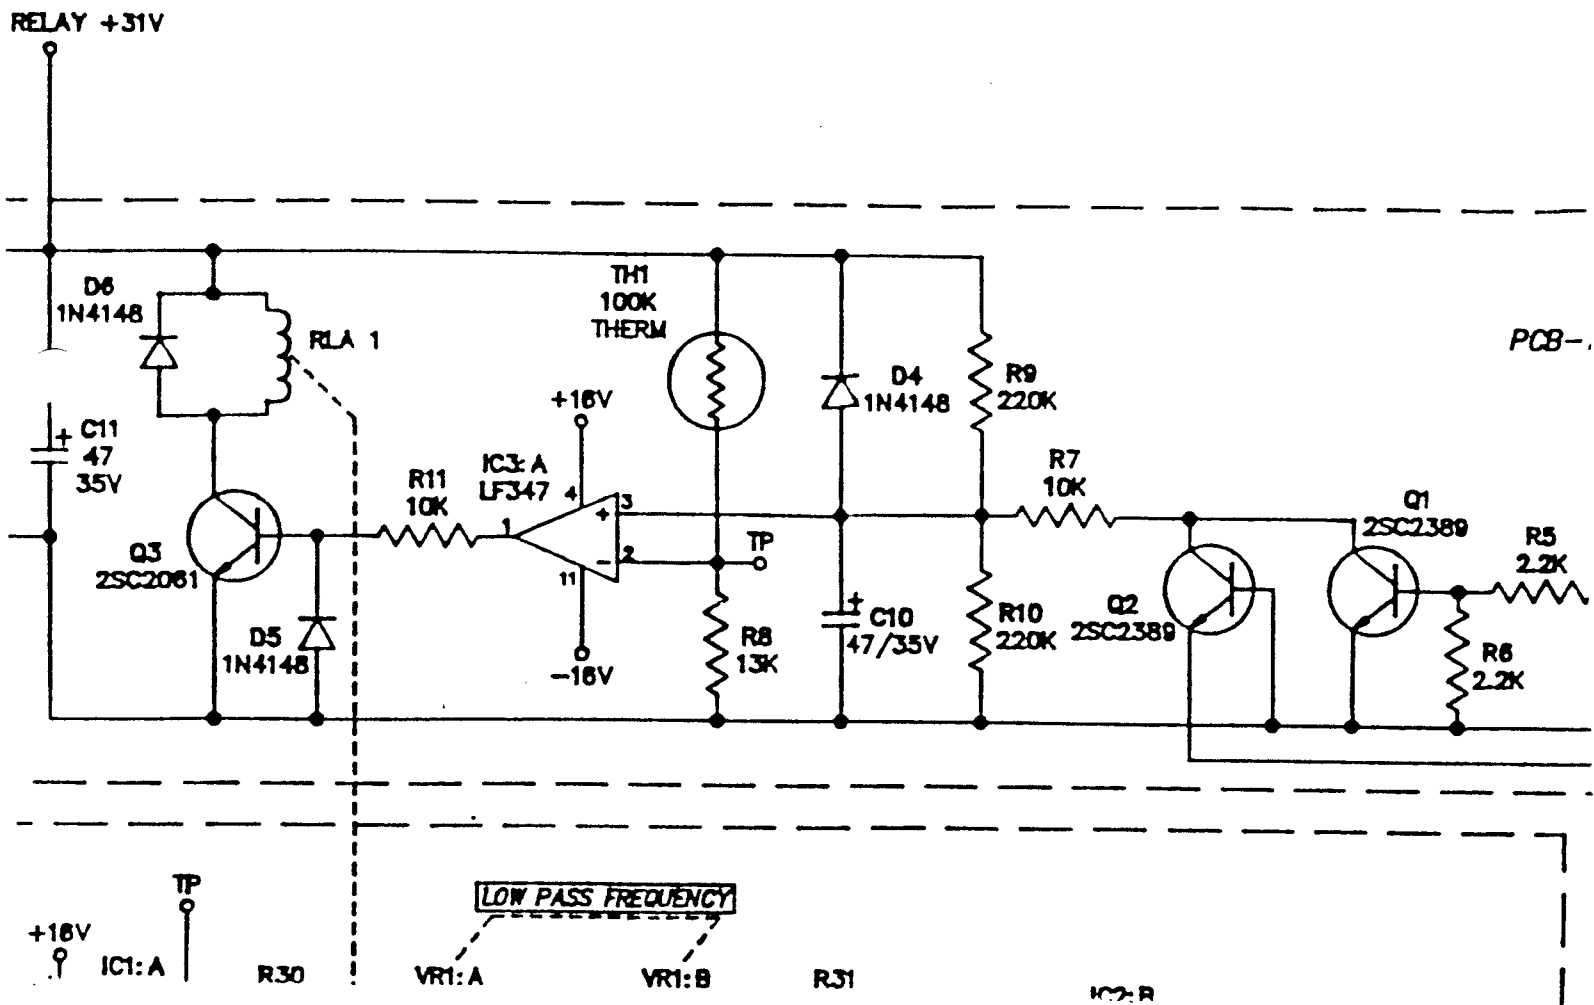 RELAY +31V
D6
1N4148
RLA 1
TH1
100K
THERM
D4
1N4148
R9
220K
PCB-
+16V
+
C11
47
35V
R11
10K
IC3: A
LF347
4
3
+
1
-
2
11
TP
R7
10K
Q1
2SC2389
R5
2.2K
Q3
2SC2061
D5
1N4148
-16V
R8
13K
+
C10
47/35V
R10
220K
Q2
2SC2389
R6
2.2K
TP
LOW PASS FREQUENCY
+16V
IC1: A
R30
VR1: A
VR1: B
R31
IC2: B